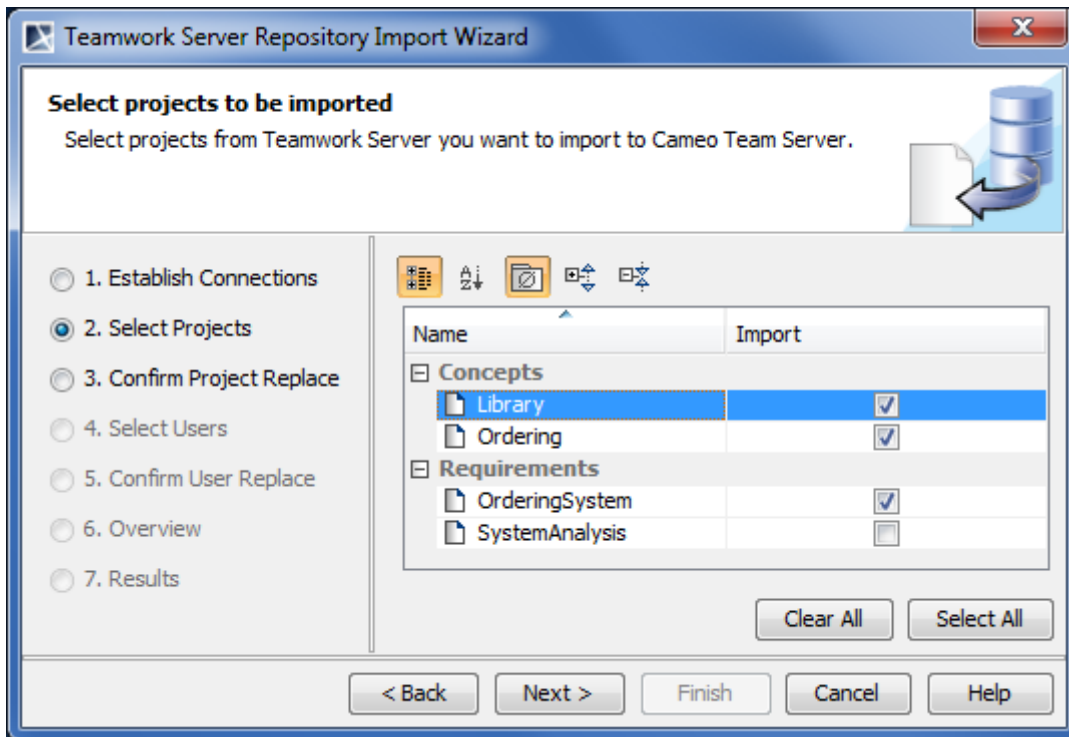 Teamwork Server Repository Import Wizard
Select projects to be imported
Select projects from Teamwork Server you want to import to Cameo Team Server.
1. Establish Connections
2. Select Projects
3. Confirm Project Replace
4. Select Users
5. Confirm User Replace
6. Overview
7. Results
Name Import
Concepts
Library
Ordering
Requirements
OrderingSystem
SystemAnalysis
Clear All Select All
< Back Next > Finish Cancel Help